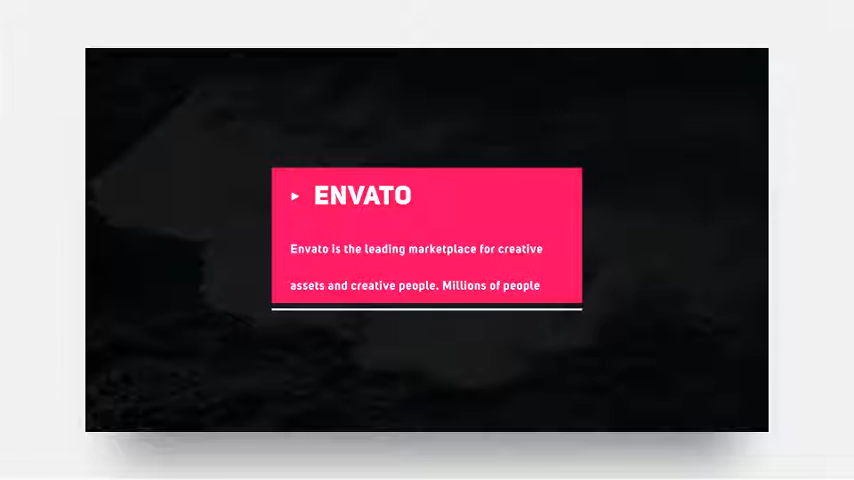 ENVATO
Envato is the leading marketplace for creative
assets and creative people. Millions of people